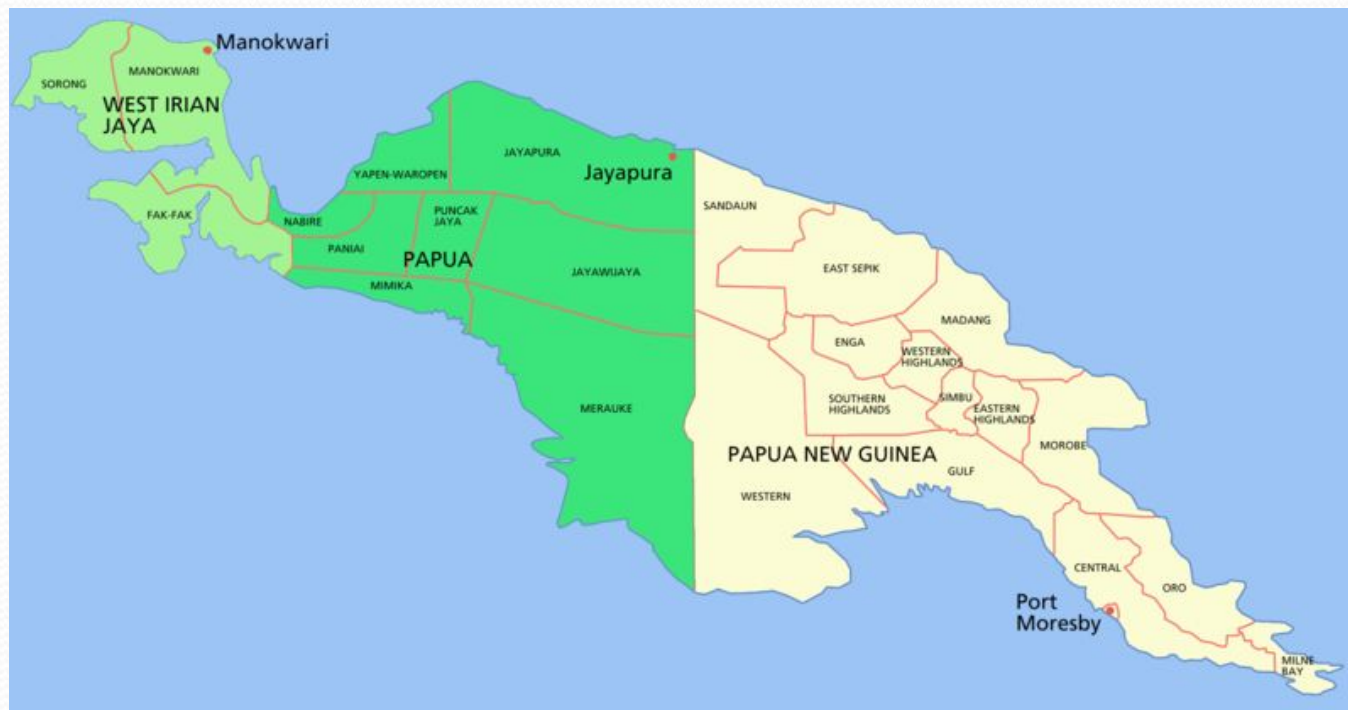 Manokwari
MANOKWARI
SORONG
WEST IRIAN
JAYA
JAYAPURA
Jayapura
YAPEN-WAROPEN
SANDAUN
PUNCAK
JAYA
FAK-FAK
NABIRE
PANIAI
PAPUA
EAST SEPIK
JAYAWIJAYA
MIMIKA
MADANG
ENGA
WESTERN
HIGHLANDS
SOUTHERN
HIGHLANDS
SIMBU
EASTERN
HIGHLANDS
MERAUKE
MOROBE
PAPUA NEW GUINEA
GULF
WESTERN
CENTRAL
ORO
Port
Moresby
MILNE
BAY